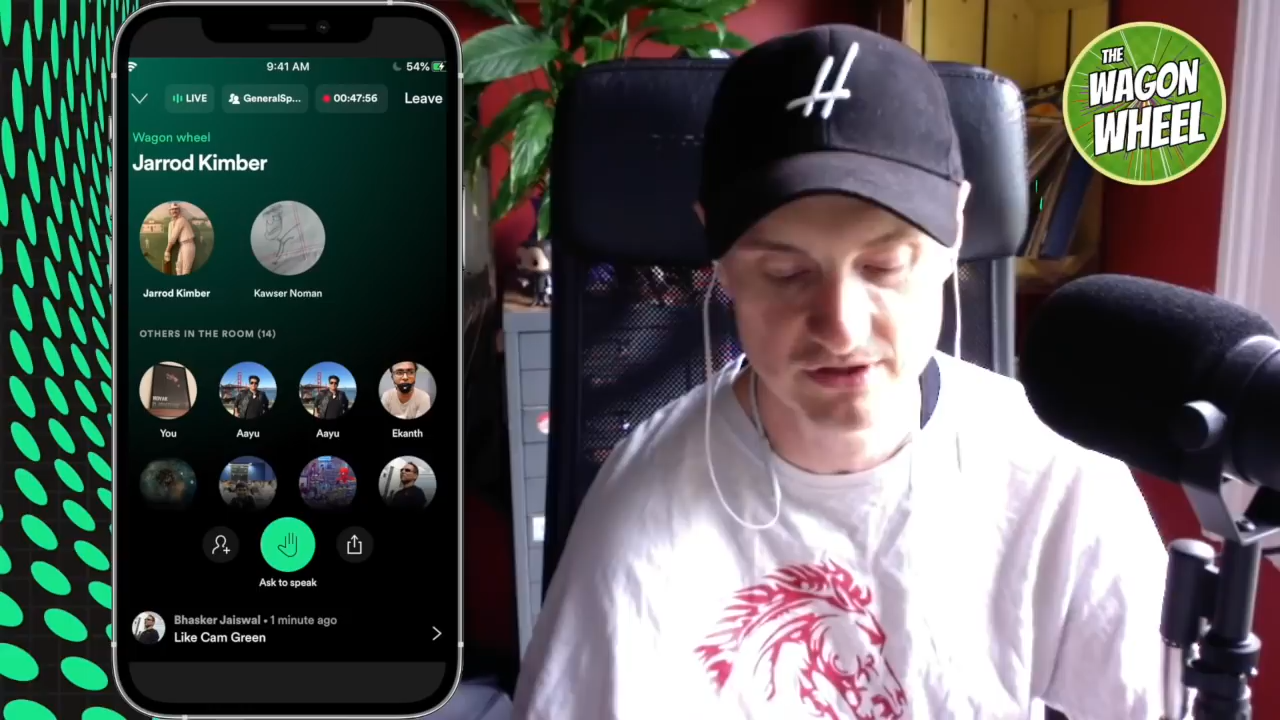 9:41 AM
54%
LIVE
GeneralSp...
00:47:56
Leave
Wagon wheel
Jarrod Kimber
Jarrod Kimber
Kawser Noman
OTHERS IN THE ROOM (14)
You
Aayu
Aayu
Ekanth
Ask to speak
Bhasker Jaiswal • 1 minute ago
Like Cam Green
H
THE
WAGON
WHEEL